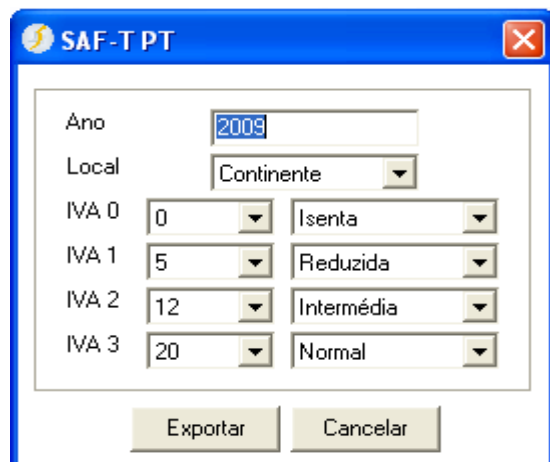 SAF-T PT
Ano 2009
Local Continente
IVA 0 0 Isenta
IVA 1 5 Reduzida
IVA 2 12 Intermédia
IVA 3 20 Normal
Exportar Cancelar